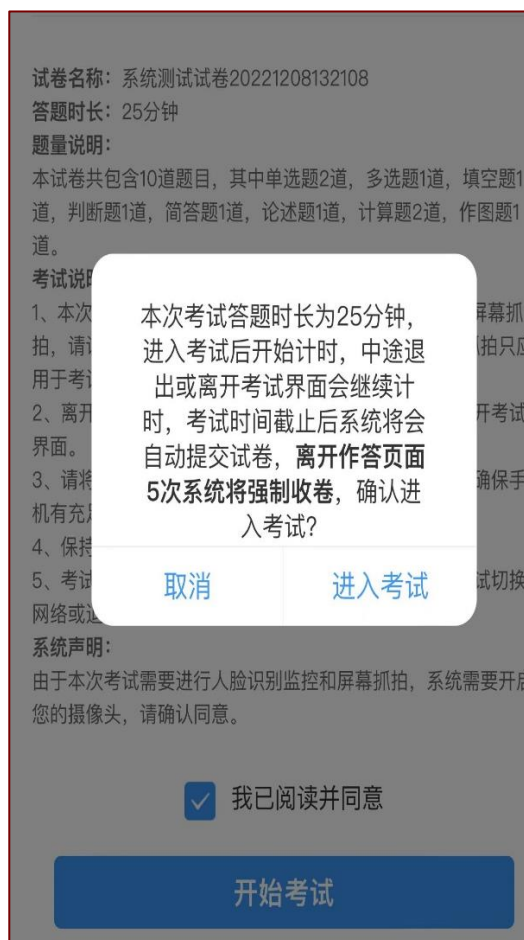 试卷名称：系统测试试卷20221208132108
答题时长：25分钟
题量说明：
本试卷共包含10道题目，其中单选题2道，多选题1道，填空题1
道，判断题1道，简答题1道，论述题1道，计算题2道，作图题1
道。
考试说
1、本次
屏幕抓
拍，请
拍只应
用于考
2、离开
开考试
界面。
3、请将
确保手
机有充
4、保持
5、考试
试切换
网络或
本次考试答题时长为25分钟，
进入考试后开始计时，中途退
出或离开考试界面会继续计
时，考试时间截止后系统将会
自动提交试卷，离开作答页面
5次系统将强制收卷，确认进
入考试?
取消 进入考试
系统声明：
由于本次考试需要进行人脸识别监控和屏幕抓拍，系统需要开启
您的摄像头，请确认同意。
我已阅读并同意
开始考试